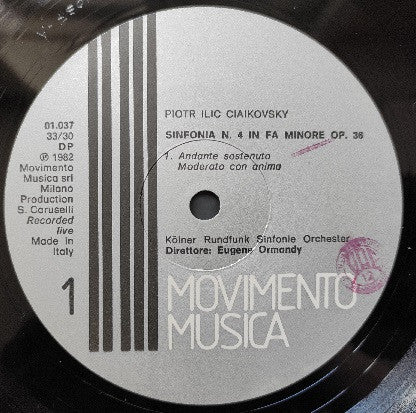 PIOTR ILIC CIAIKOVSKY
SINFONIA N. 4 IN FA MINORE OP. 36
1. Andante sostenuto
Moderato con anima
01.037
33/30
DP
℗ 1982
Movimento
Musica srl
Milano
Production
S. Caruselli
Recorded
live
Made In
Italy
Kölner Rundfunk Sinfonie Orchester
Direttore: Eugene Ormandy
1
MOVIMENTO
MUSICA